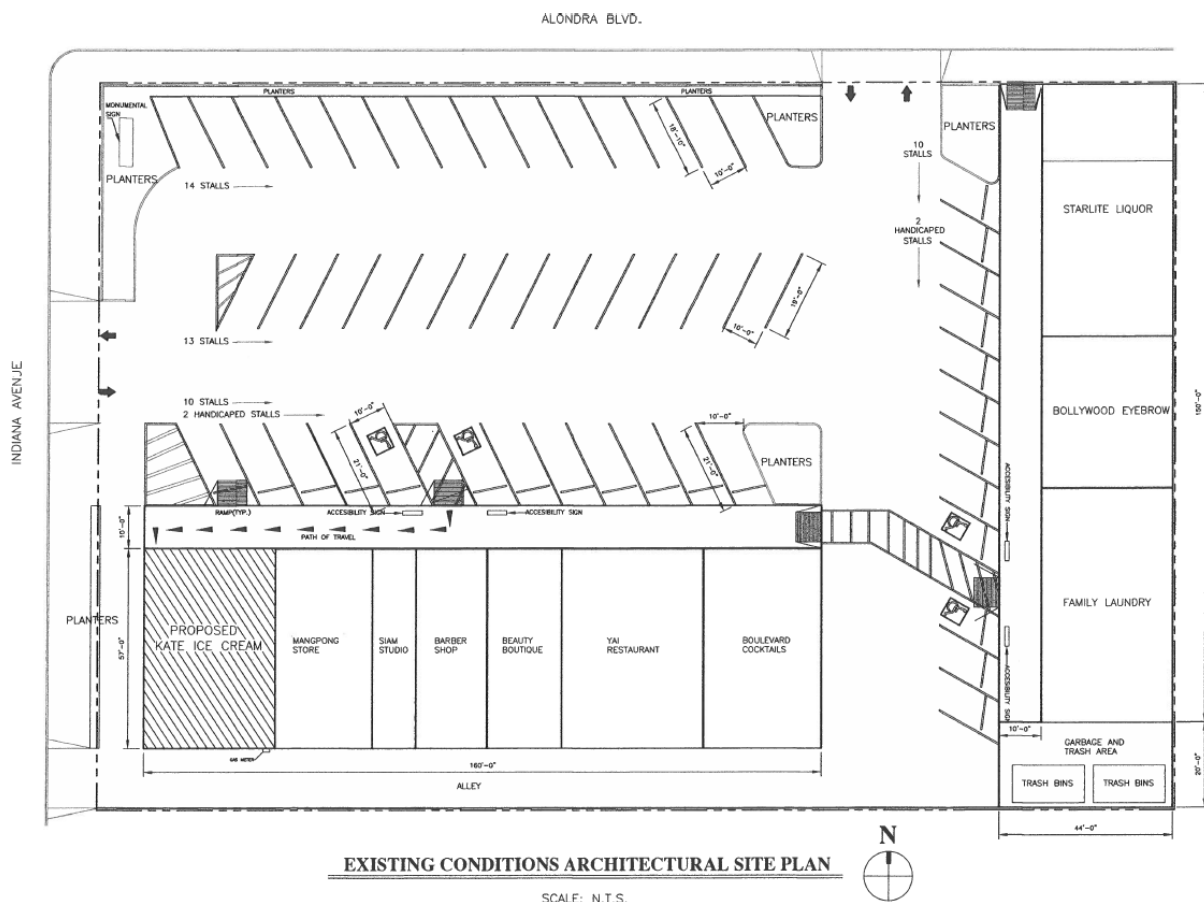 ALONDRA BLVD.
PLANTERS
PLANTERS
MONUMENTAL
SIGN
PLANTERS
PLANTERS
PLANTERS
18'-10"
10'-0"
14 STALLS
10
STALLS
2
HANDICAPED
STALLS
STARLITE LIQUOR
19'-0"
10'-0"
13 STALLS
INDIANA AVENJE
10 STALLS
2 HANDICAPED STALLS
10'-0"
21'-0"
10'-0"
21'-0"
PLANTERS
BOLLYWOOD EYEBROW
150'-0"
ACCESSIBILITY SIGN
RAMP(TYP.)
ACCESIBILITY SIGN
ACCESIBILITY SIGN
PATH OF TRAVEL
10'-0"
FAMILY LAUNDRY
PLANTERS
57'-0"
PROPOSED
KATE ICE CREAM
MANGPONG
STORE
SIAM
STUDIO
BARBER
SHOP
BEAUTY
BOUTIQUE
YAI
RESTAURANT
BOULEVARD
COCKTAILS
ACCESSIBILITY SIGN
10'-0"
GAS METER
160'-0"
ALLEY
GARBAGE AND
TRASH AREA
TRASH BINS
TRASH BINS
20'-0"
44'-0"
N
EXISTING CONDITIONS ARCHITECTURAL SITE PLAN
SCALE: N.T.S.